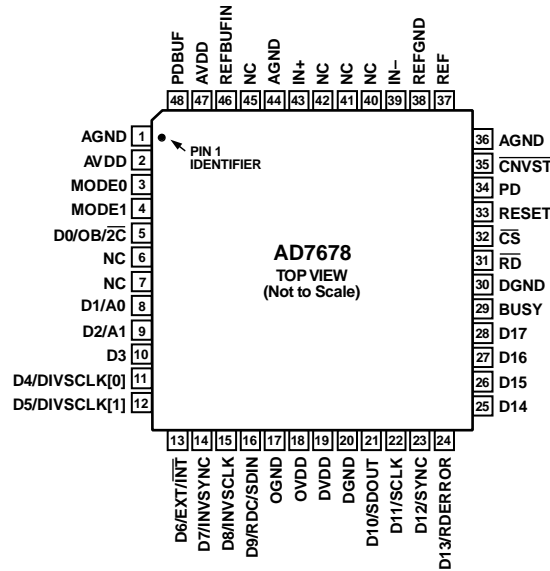 PDBUF
AVDD
REFBUFIN
NC
AGND
IN+
NC
NC
NC
IN–
REFGND
REF
48 47 46 45 44 43 42 41 40 39 38 37
AGND 1
AVDD 2
MODE0 3
MODE1 4
D0/OB/2C 5
NC 6
NC 7
D1/A0 8
D2/A1 9
D3 10
D4/DIVSCLK[0] 11
D5/DIVSCLK[1] 12
PIN 1
IDENTIFIER
AD7678
TOP VIEW
(Not to Scale)
36 AGND
35 CNVST
34 PD
33 RESET
32 CS
31 RD
30 DGND
29 BUSY
28 D17
27 D16
26 D15
25 D14
13 14 15 16 17 18 19 20 21 22 23 24
D6/EXT/INT
D7/INVSYNC
D8/INVSCLK
D9/RDC/SDIN
OGND
OVDD
DVDD
DGND
D10/SDOUT
D11/SCLK
D12/SYNC
D13/RDERROR